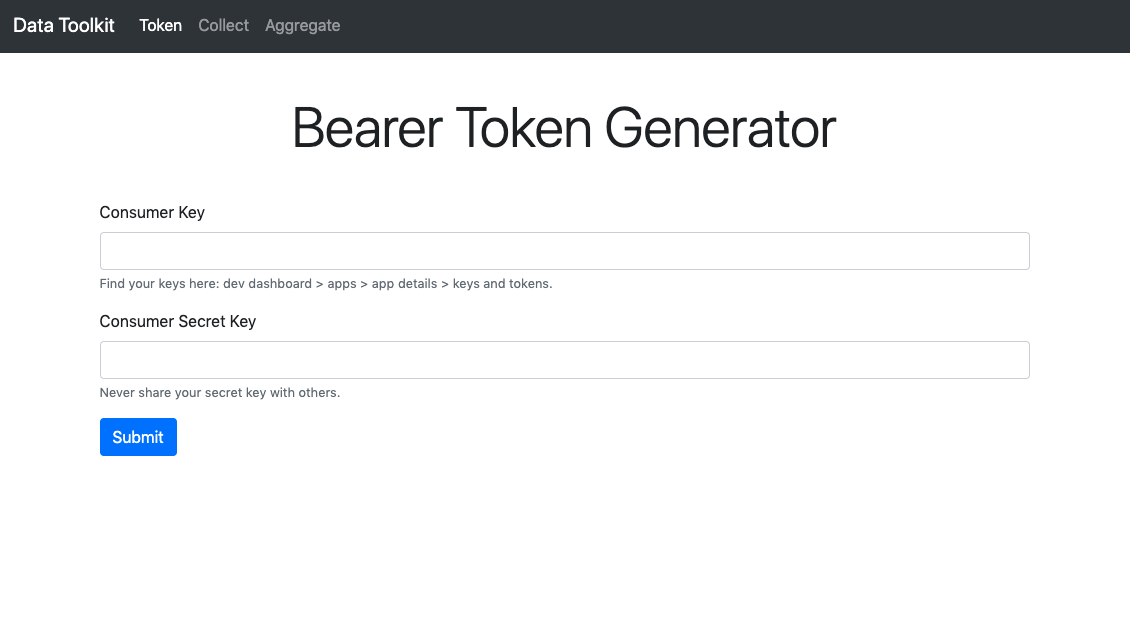 Data Toolkit Token Collect Aggregate
Bearer Token Generator
Consumer Key
Find your keys here: dev dashboard > apps > app details > keys and tokens.
Consumer Secret Key
Never share your secret key with others.
Submit